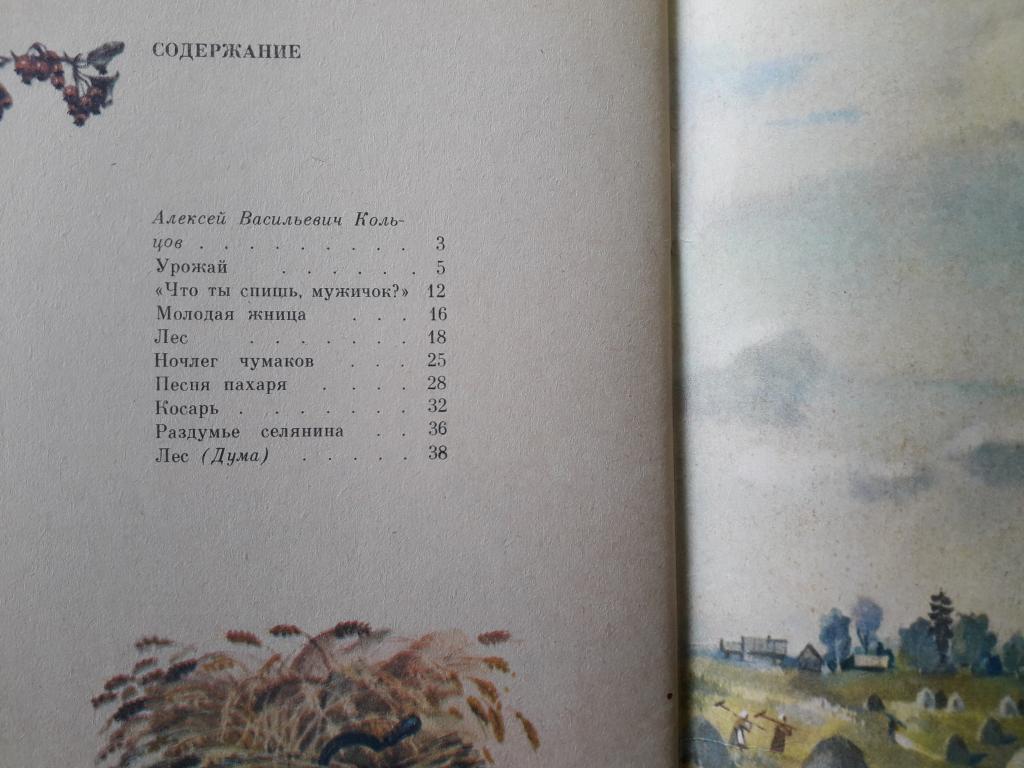 СОДЕРЖАНИЕ
Алексей Васильевич Коль-
цов . . . . . . . . . 3
Урожай . . . . . . 5
«Что ты спишь, мужичок?» 12
Молодая жница . . . 16
Лес . . . . . . . 18
Ночлег чумаков . . . 25
Песня пахаря . . . . 28
Косарь . . . . . . . 32
Раздумье селянина . . 36
Лес (Дума) . . . . . 38